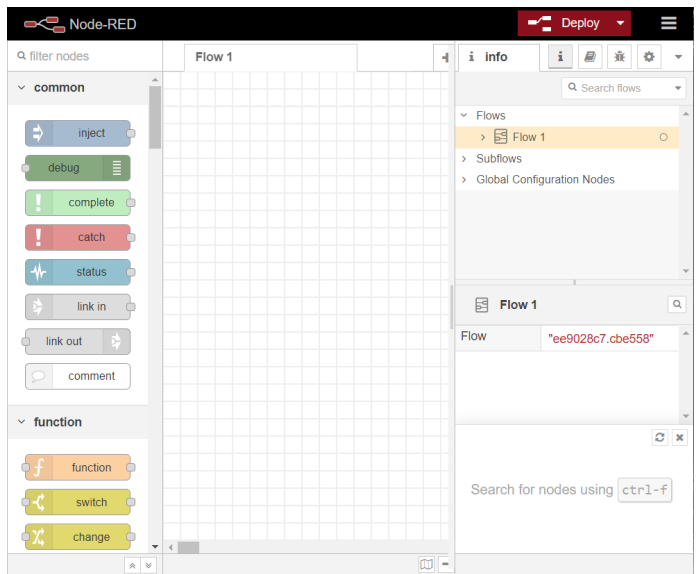 Node-RED
Deploy
filter nodes
common
inject
debug
complete
catch
status
link in
link out
comment
function
function
switch
change
Flow 1
i info
i
Search flows
Flows
Flow 1
Subflows
Global Configuration Nodes
Flow 1
Flow "ee9028c7.cbe558"
Search for nodes using ctrl-f